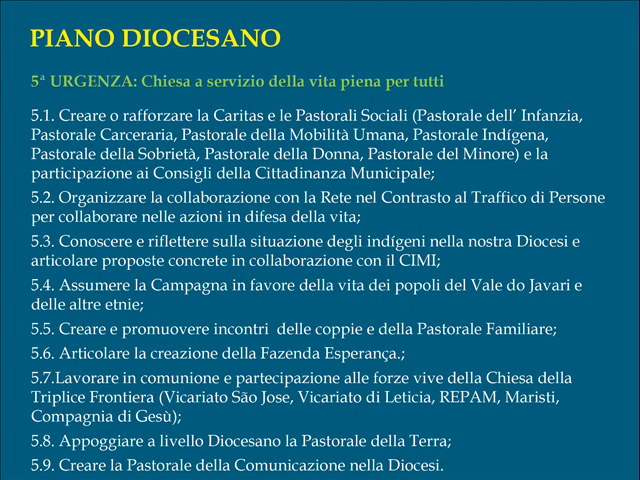 PIANO DIOCESANO
5ª URGENZA: Chiesa a servizio della vita piena per tutti
5.1. Creare o rafforzare la Caritas e le Pastorali Sociali (Pastorale dell’ Infanzia,
Pastorale Carceraria, Pastorale della Mobilità Umana, Pastorale Indígena,
Pastorale della Sobrietà, Pastorale della Donna, Pastorale del Minore) e la
participazione ai Consigli della Cittadinanza Municipale;
5.2. Organizzare la collaborazione con la Rete nel Contrasto al Traffico di Persone
per collaborare nelle azioni in difesa della vita;
5.3. Conoscere e riflettere sulla situazione degli indígeni nella nostra Diocesi e
articolare proposte concrete in collaborazione con il CIMI;
5.4. Assumere la Campagna in favore della vita dei popoli del Vale do Javari e
delle altre etnie;
5.5. Creare e promuovere incontri  delle coppie e della Pastorale Familiare;
5.6. Articolare la creazione della Fazenda Esperança.;
5.7.Lavorare in comunione e partecipazione alle forze vive della Chiesa della
Triplice Frontiera (Vicariato São Jose, Vicariato di Leticia, REPAM, Maristi,
Compagnia di Gesù);
5.8. Appoggiare a livello Diocesano la Pastorale della Terra;
5.9. Creare la Pastorale della Comunicazione nella Diocesi.